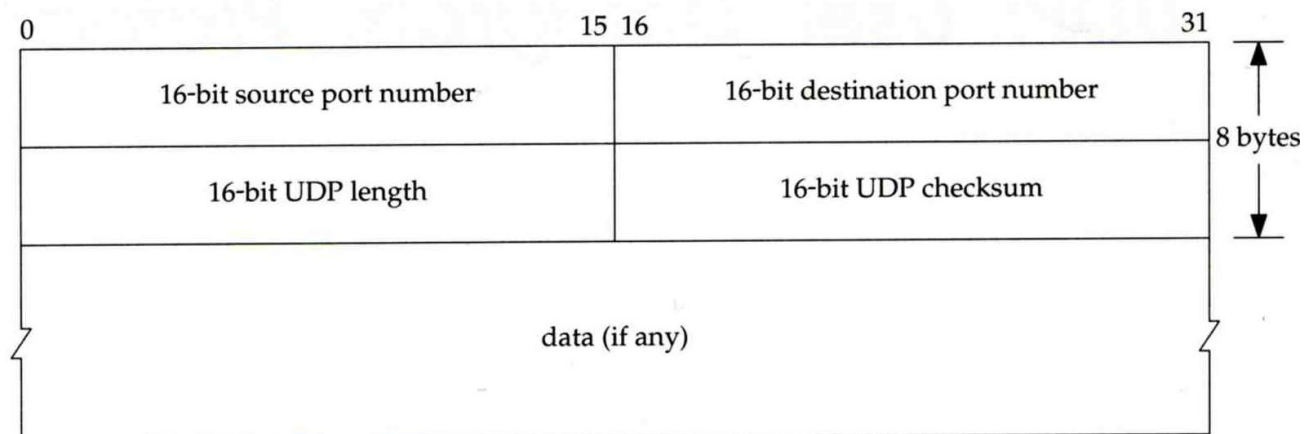 0 15 16 31
16-bit source port number 16-bit destination port number
8 bytes
16-bit UDP length 16-bit UDP checksum
data (if any)